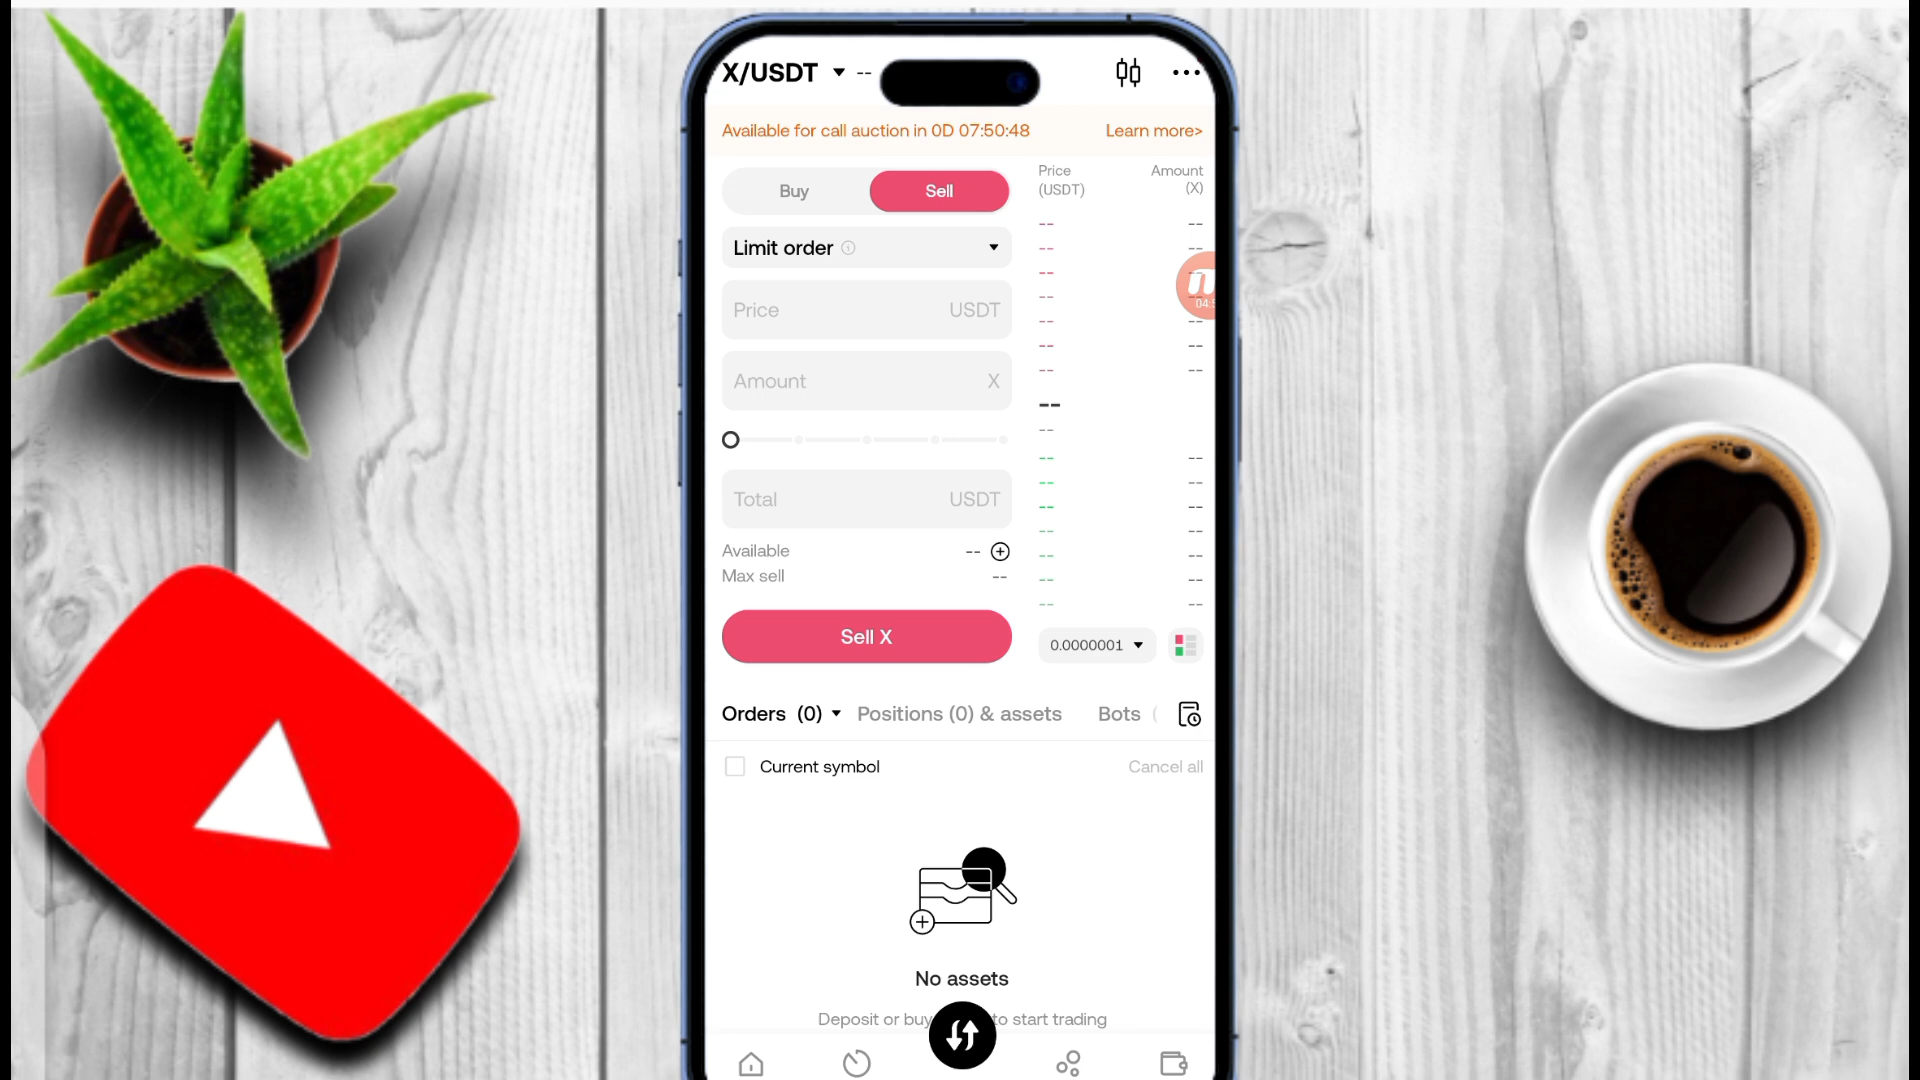 X/USDT --
Available for call auction in 0D 07:50:48 Learn more>
Buy Sell
Limit order
Price USDT
Amount X
Total USDT
Available --
Max sell --
Sell X
Price Amount
(USDT) (X)
-- --
-- --
-- --
-- --
-- --
-- --
-- --
--
--
-- --
-- --
-- --
-- --
-- --
-- --
-- --
0.0000001
Orders (0) Positions (0) & assets Bots (
Current symbol Cancel all
No assets
Deposit or buy to start trading